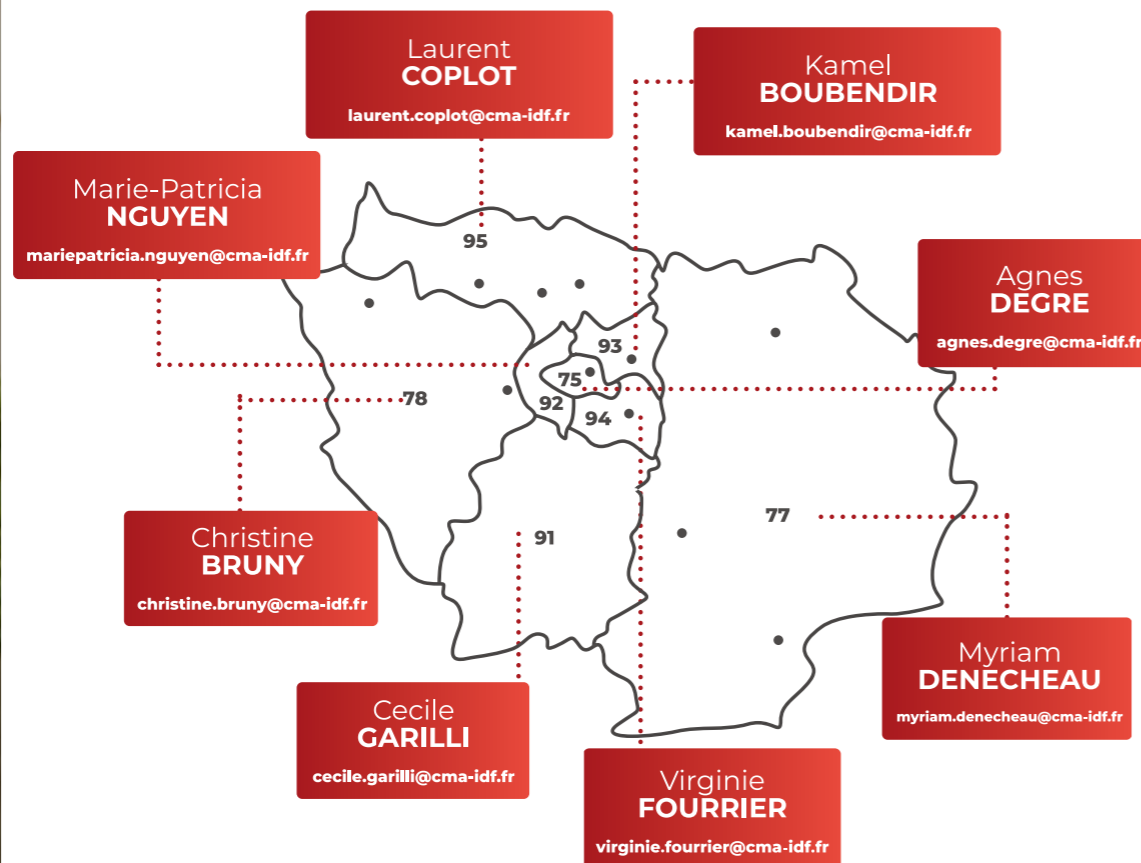 Laurent
COPLOT
laurent.coplot@cma-idf.fr
Kamel
BOUBENDIR
kamel.boubendir@cma-idf.fr
Marie-Patricia
NGUYEN
mariepatricia.nguyen@cma-idf.fr
Agnes
DEGRE
agnes.degre@cma-idf.fr
95
93
75
92
94
78
77
91
Christine
BRUNY
christine.bruny@cma-idf.fr
Myriam
DENECHEAU
myriam.denecheau@cma-idf.fr
Cecile
GARILLI
cecile.garilli@cma-idf.fr
Virginie
FOURRIER
virginie.fourrier@cma-idf.fr